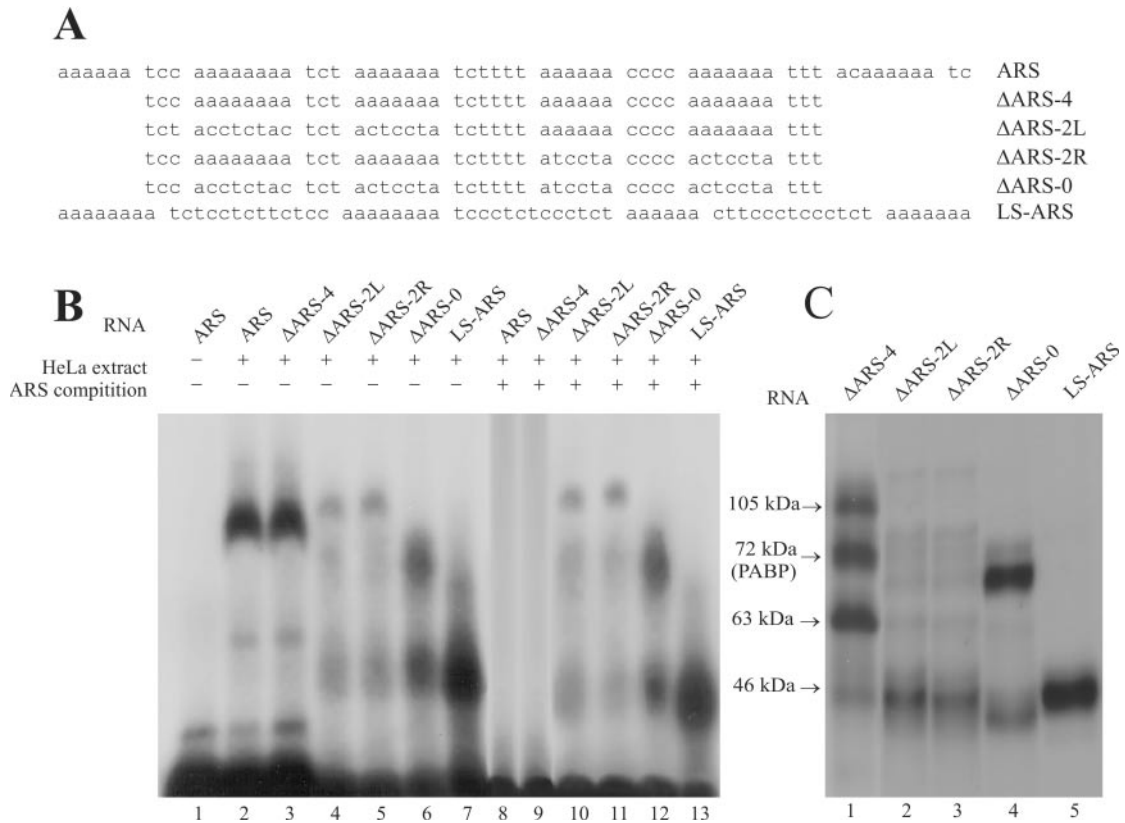 A
aaaaaa tcc aaaaaaaa tct aaaaaaa tctttt aaaaaa cccc aaaaaaa ttt acaaaaaa tc ARS
tcc aaaaaaaa tct aaaaaaa tctttt aaaaaa cccc aaaaaaa ttt ΔARS-4
tct acctctac tct actccta tctttt aaaaaa cccc aaaaaaa ttt ΔARS-2L
tcc aaaaaaaa tct aaaaaaa tctttt atccta cccc actccta ttt ΔARS-2R
tcc acctctac tct actccta tctttt atccta cccc actccta ttt ΔARS-0
aaaaaaaa tctcctcttctcc aaaaaaaa tccctctccctct aaaaaa cttccctccctct aaaaaaa LS-ARS
B
RNA ARS ARS ΔARS-4 ΔARS-2L ΔARS-2R ΔARS-0 LS-ARS ARS ΔARS-4 ΔARS-2L ΔARS-2R ΔARS-0 LS-ARS
HeLa extract − + + + + + + + + + + + +
ARS compitition − − − − − − − + + + + + +
1 2 3 4 5 6 7 8 9 10 11 12 13
C
RNA ΔARS-4 ΔARS-2L ΔARS-2R ΔARS-0 LS-ARS
105 kDa→
72 kDa→
(PABP)
63 kDa→
46 kDa→
1 2 3 4 5